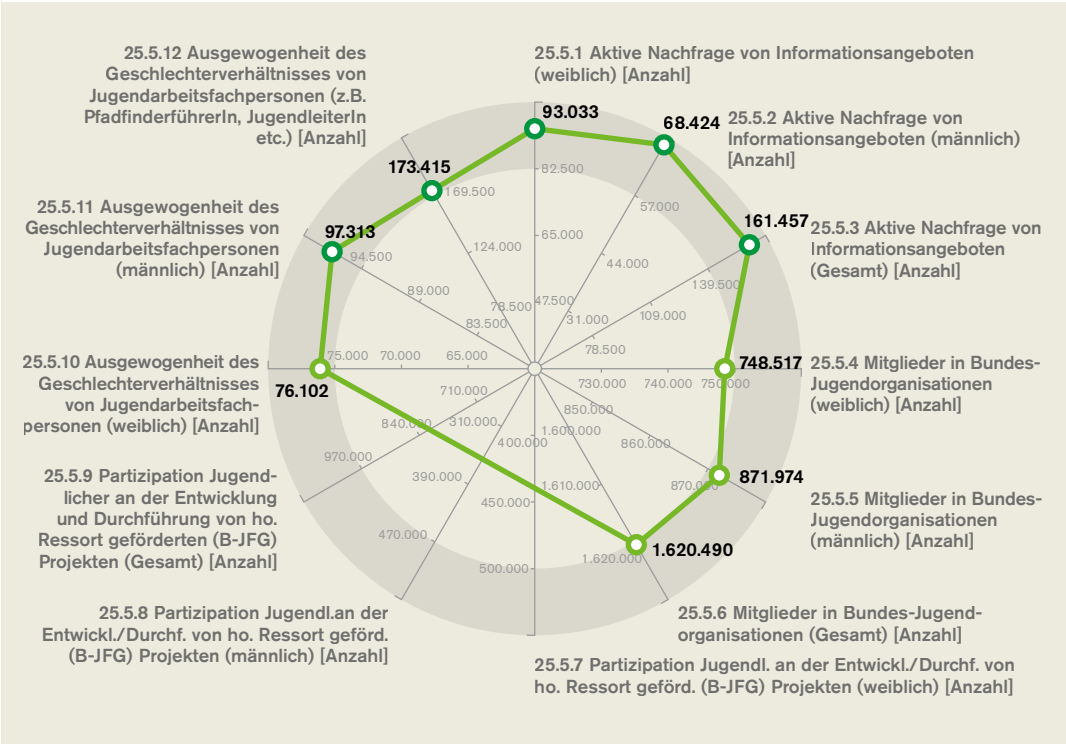 25.5.12 Ausgewogenheit des
Geschlechterverhältnisses von
Jugendarbeitsfachpersonen (z.B.
PfadfinderführerIn, JugendleiterIn
etc.) [Anzahl]
25.5.1 Aktive Nachfrage von Informationsangeboten
(weiblich) [Anzahl]
93.033
68.424
25.5.2 Aktive Nachfrage von
Informationsangeboten (männlich)
[Anzahl]
173.415
82.500
169.500
57.000
25.5.11 Ausgewogenheit des
Geschlechterverhältnisses von
Jugendarbeitsfachpersonen
(männlich) [Anzahl]
97.313
161.457
25.5.3 Aktive Nachfrage von
Informationsangeboten
(Gesamt) [Anzahl]
65.000
124.000
94.500
44.000
139.500
89.000
78.500
47.500
31.000
109.000
83.500
78.500
25.5.10 Ausgewogenheit des
Geschlechterverhältnisses
von Jugendarbeitsfach-
personen (weiblich) [Anzahl]
76.102
75.000
70.000
65.000
730.000
740.000
750.000
748.517
25.5.4 Mitglieder in Bundes-
Jugendorganisationen
(weiblich) [Anzahl]
710.000
850.000
840.000
310.000
400.000
1.600.000
860.000
25.5.9 Partizipation Jugend-
licher an der Entwicklung
und Durchführung von ho.
Ressort geförderten (B-JFG)
Projekten (Gesamt) [Anzahl]
970.000
390.000
450.000
1.610.000
870.000
871.974
25.5.5 Mitglieder in Bundes-
Jugendorganisationen
(männlich) [Anzahl]
470.000
500.000
1.620.000
1.620.490
25.5.8 Partizipation Jugendl.an der
Entwickl./Durchf. von ho. Ressort geförd.
(B-JFG) Projekten (männlich) [Anzahl]
25.5.6 Mitglieder in Bundes-Jugend-
organisationen (Gesamt) [Anzahl]
25.5.7 Partizipation Jugendl. an der Entwickl./Durchf. von
ho. Ressort geförd. (B-JFG) Projekten (weiblich) [Anzahl]